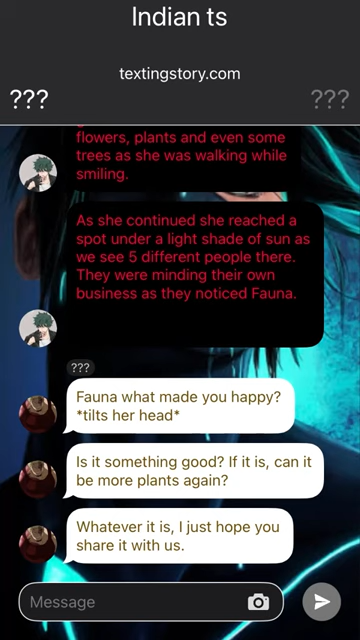 Indian ts
textingstory.com
???
???
flowers, plants and even some
trees as she was walking while
smiling.
As she continued she reached a
spot under a light shade of sun as
we see 5 different people there.
They were minding their own
business as they noticed Fauna.
???
Fauna what made you happy?
*tilts her head*
Is it something good? If it is, can it
be more plants again?
Whatever it is, I just hope you
share it with us.
Message